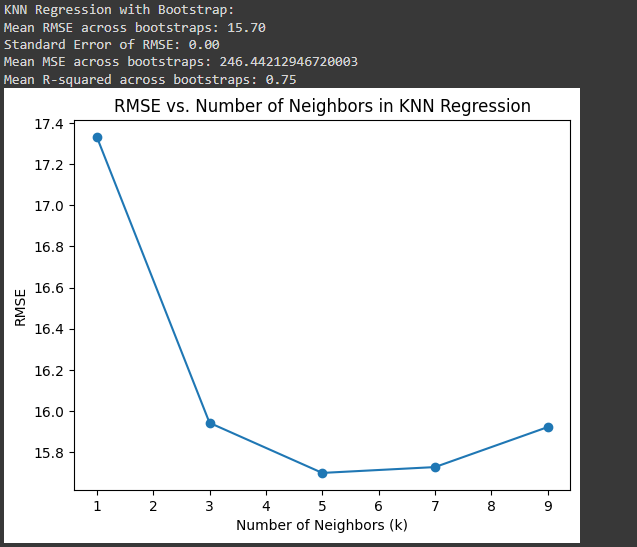 KNN Regression with Bootstrap:
Mean RMSE across bootstraps: 15.70
Standard Error of RMSE: 0.00
Mean MSE across bootstraps: 246.44212946720003
Mean R-squared across bootstraps: 0.75
RMSE vs. Number of Neighbors in KNN Regression
17.4
17.2
17.0
16.8
16.6
16.4
16.2
16.0
15.8
RMSE
1 2 3 4 5 6 7 8 9
Number of Neighbors (k)